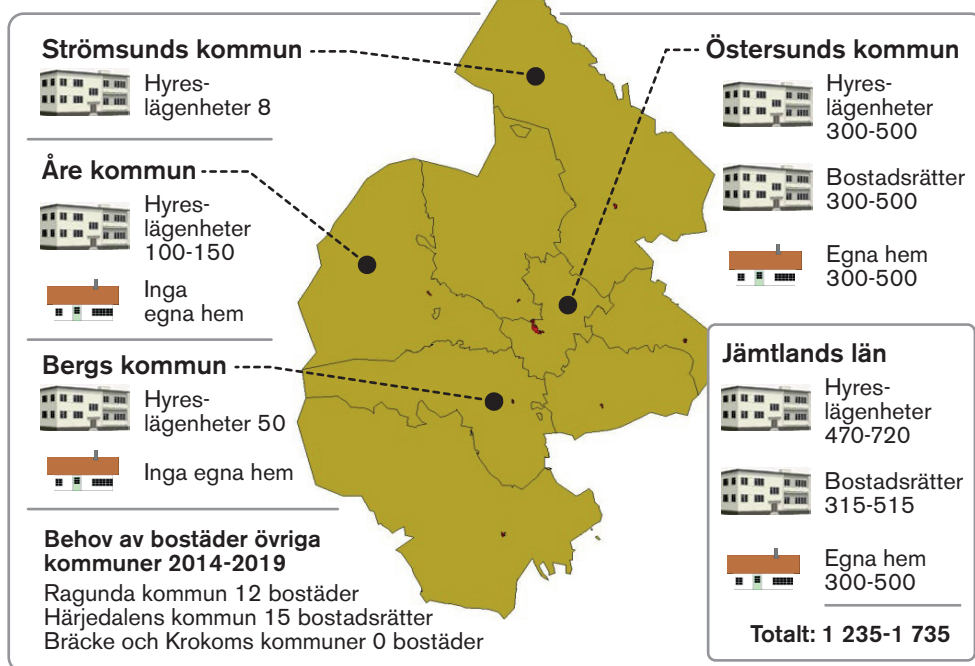 Strömsunds kommun
Hyres-
lägenheter 8
Åre kommun
Hyres-
lägenheter
100-150
Inga
egna hem
Bergs kommun
Hyres-
lägenheter 50
Inga egna hem
Behov av bostäder övriga
kommuner 2014-2019
Ragunda kommun 12 bostäder
Härjedalens kommun 15 bostadsrätter
Bräcke och Krokoms kommuner 0 bostäder
Östersunds kommun
Hyres-
lägenheter
300-500
Bostadsrätter
300-500
Egna hem
300-500
Jämtlands län
Hyres-
lägenheter
470-720
Bostadsrätter
315-515
Egna hem
300-500
Totalt: 1 235-1 735